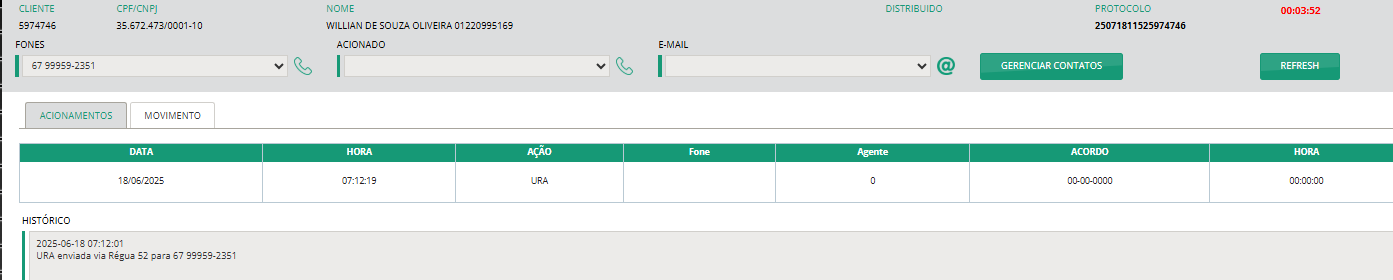 CLIENTE CPF/CNPJ NOME DISTRIBUIDO PROTOCOLO 00:03:52
5974746 35.672.473/0001-10 WILLIAN DE SOUZA OLIVEIRA 01220995169 25071811525974746
FONES ACIONADO E-MAIL
67 99959-2351 @ GERENCIAR CONTATOS REFRESH
ACIONAMENTOS MOVIMENTO
DATA HORA AÇÃO Fone Agente ACORDO HORA
18/06/2025 07:12:19 URA 0 00-00-0000 00:00:00
HISTÓRICO
2025-06-18 07:12:01
URA enviada via Régua 52 para 67 99959-2351